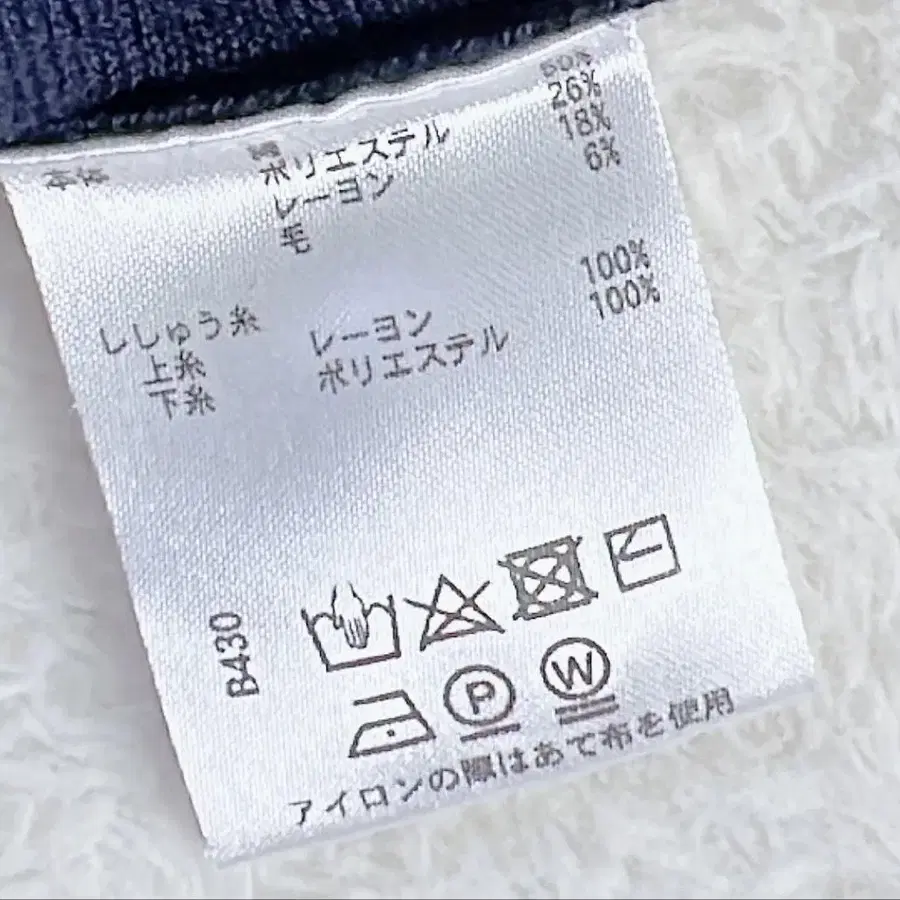 本体
ポリエステル 26%
レーヨン 18%
毛 6%
ししゅう糸
上糸 レーヨン 100%
下糸 ポリエステル 100%
B430
P W
アイロンの際はあて布を使用